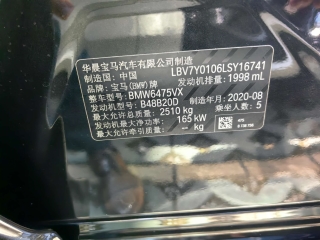 华晨宝马汽车有限公司制造
制造国：中国 LBV7Y0106LSY16741
品牌：宝马(BMW)牌 发动机排量：1998 mL
整车型号：BMW6475VX
发动机型号：B48B20D 制造年月：2020-08
最大允许总质量：2510 kg 乘坐人数：5
最大净功率：165 kW
最大允许牵引质量： kg